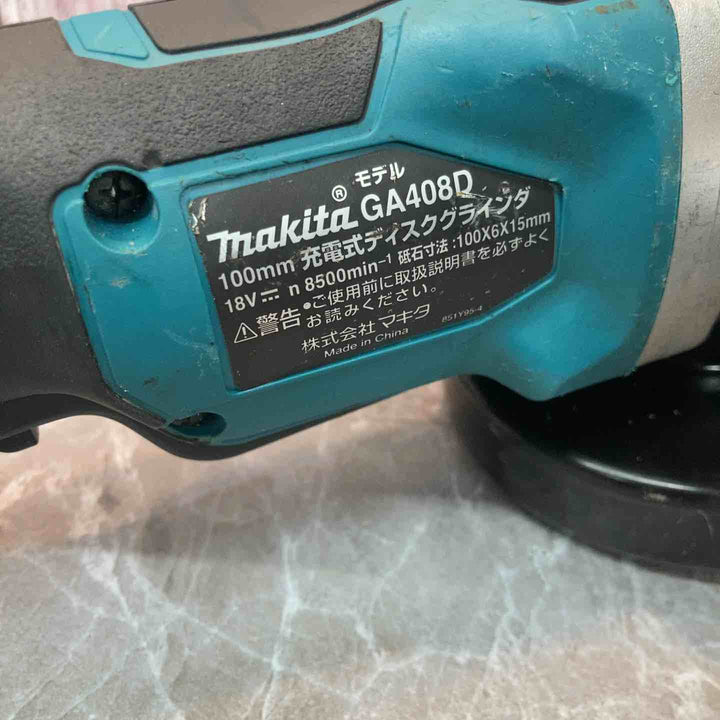 モデル
makita® GA408D
100mm 充電式ディスクグラインダ
18V⎓ n 8500min-1 砥石寸法:100X6X15mm
⚠警告 •ご使用前に取扱説明書を必ずよく
お読みください。
株式会社 マキタ 851Y95-4
Made in China